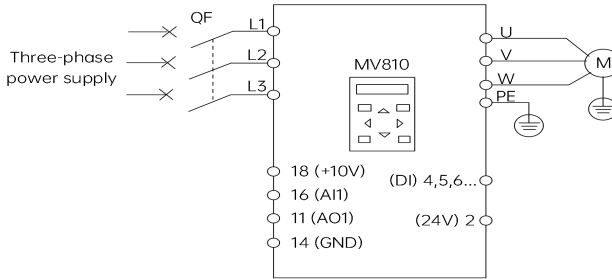 QF
L1
L2
L3
Three-phase
power supply
MV810
U
V
W
PE
M
18 (+10V)
16 (AI1)
11 (AO1)
14 (GND)
(DI) 4,5,6...
(24V) 2